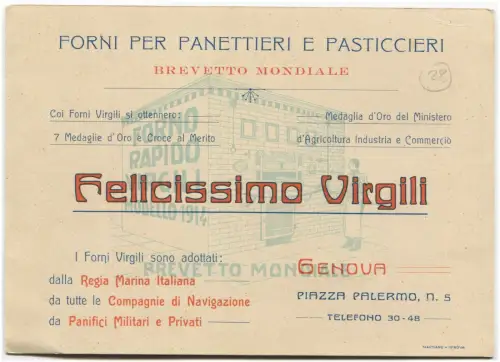 FORNI PER PANETTIERI E PASTICCIERI
BREVETTO MONDIALE
28
Coi Forni Virgili si ottennero:
7 Medaglie d'Oro e Croce al Merito
Medaglia d'Oro del Ministero
d'Agricoltura Industria e Commercio
FORNO
RAPIDO
VIRGILI
MODELLO 1914
Felicissimo Virgili
BREVETTO MONDIALE
I Forni Virgili sono adottati:
dalla Regia Marina Italiana
da tutte le Compagnie di Navigazione
da Panifici Militari e Privati
GENOVA
PIAZZA PALERMO, N. 5
TELEFONO 30-48